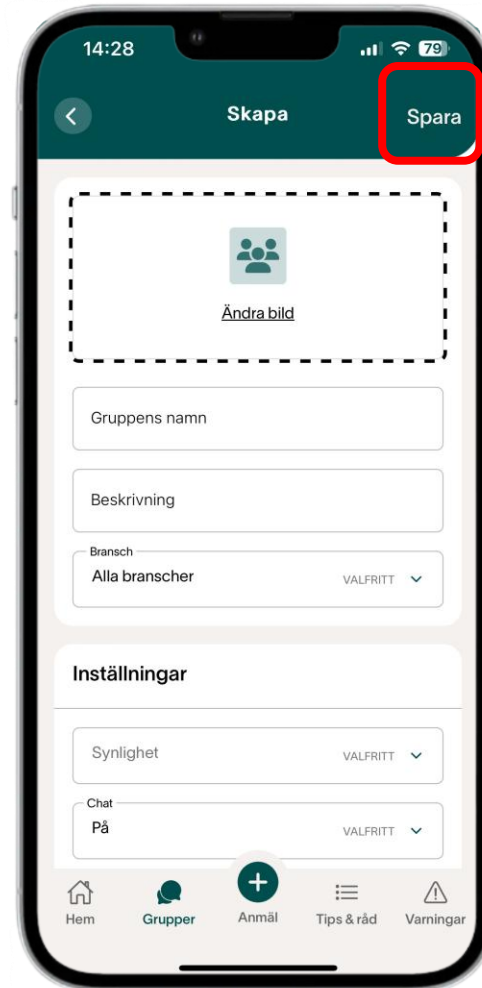 14:28
79
Skapa
Spara
Ändra bild
Gruppens namn
Beskrivning
Bransch
Alla branscher VALFRITT
Inställningar
Synlighet VALFRITT
Chat
På VALFRITT
Hem Grupper Anmäl Tips & råd Varningar